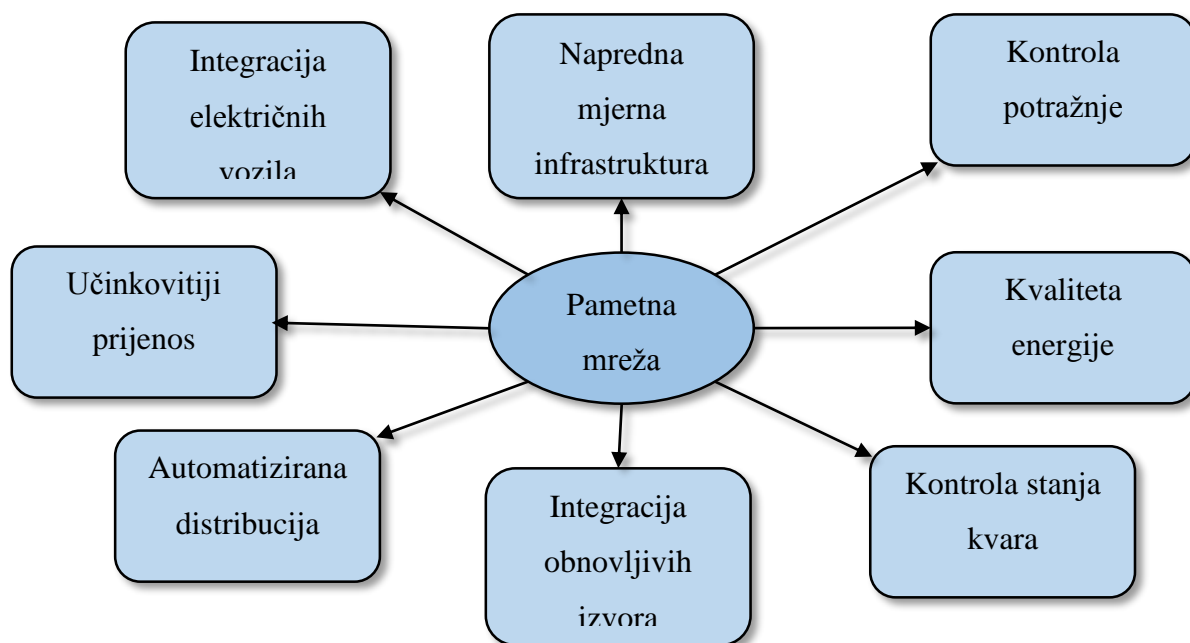 Integracija
električnih
vozila
Napredna
mjerna
infrastruktura
Kontrola
potražnje
Učinkovitiji
prijenos
Pametna
mreža
Kvaliteta
energije
Automatizirana
distribucija
Integracija
obnovljivih
izvora
Kontrola stanja
kvara